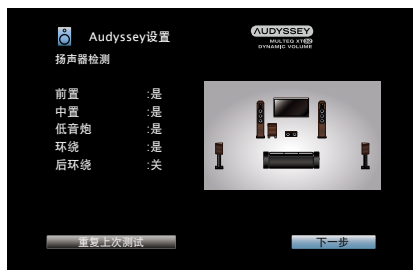 Audyssey设置
AUDYSSEY
MULTEQ XT32
DYNAMIC VOLUME
扬声器检测
前置 :是
中置 :是
低音炮 :是
环绕 :是
后环绕 :关
重复上次测试
下一步